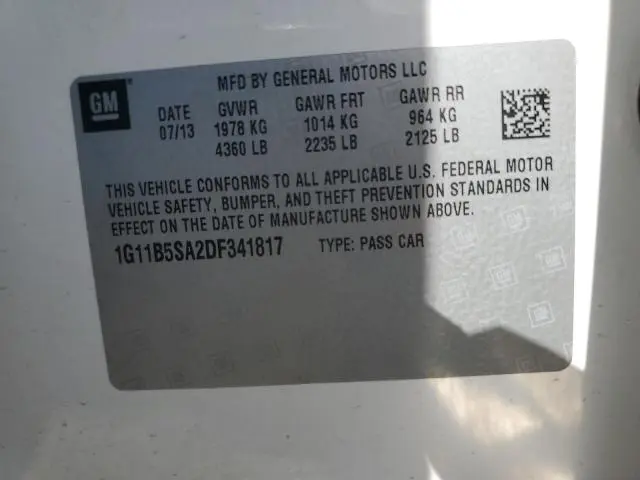 GM
MFD BY GENERAL MOTORS LLC
DATE GVWR GAWR FRT GAWR RR
07/13 1978 KG 1014 KG 964 KG
4360 LB 2235 LB 2125 LB
THIS VEHICLE CONFORMS TO ALL APPLICABLE U.S. FEDERAL MOTOR
VEHICLE SAFETY, BUMPER, AND THEFT PREVENTION STANDARDS IN
EFFECT ON THE DATE OF MANUFACTURE SHOWN ABOVE.
1G11B5SA2DF341817 TYPE: PASS CAR